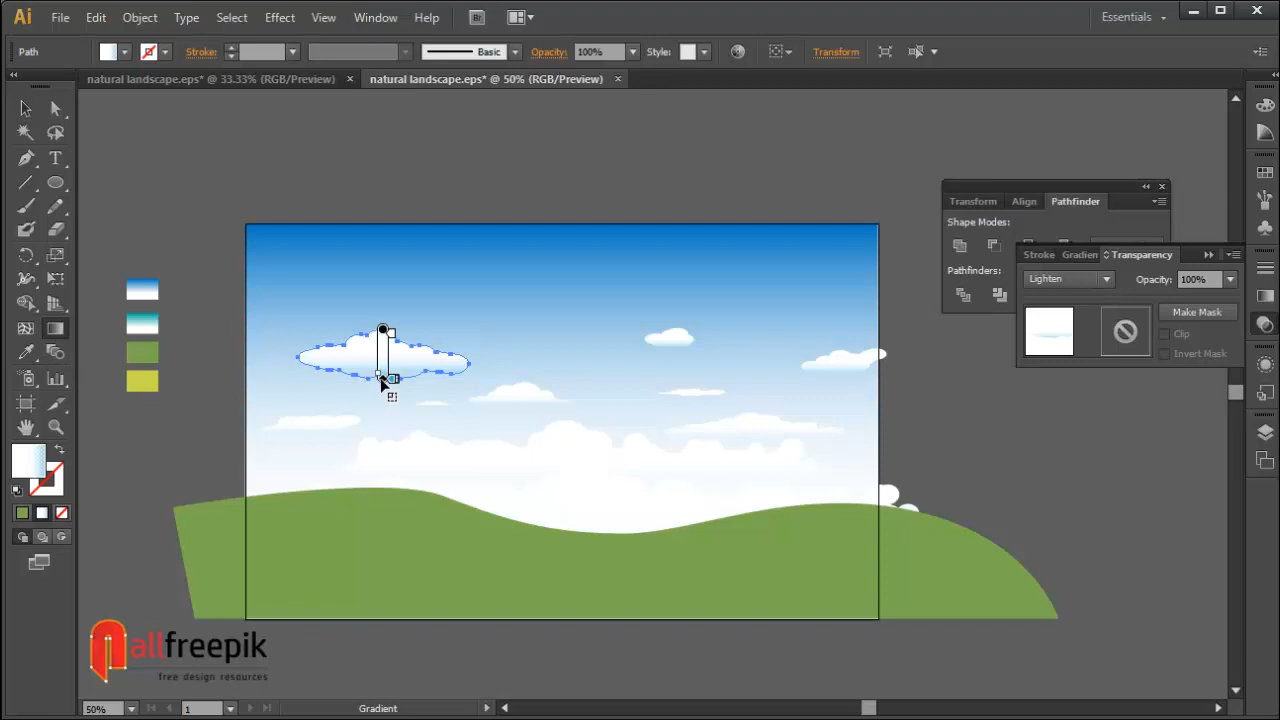 Ai File Edit Object Type Select Effect View Window Help Br Essentials
Path Stroke: Basic Opacity: 100% Style: Transform
natural landscape.eps* @ 33.33% (RGB/Preview) natural landscape.eps* @ 50% (RGB/Preview)
Transform Align Pathfinder
Shape Modes:
Stroke Gradien Transparency
Pathfinders:
Lighten Opacity: 100%
Make Mask
Clip
Invert Mask
allfreepik
free design resources
50% 1 Gradient